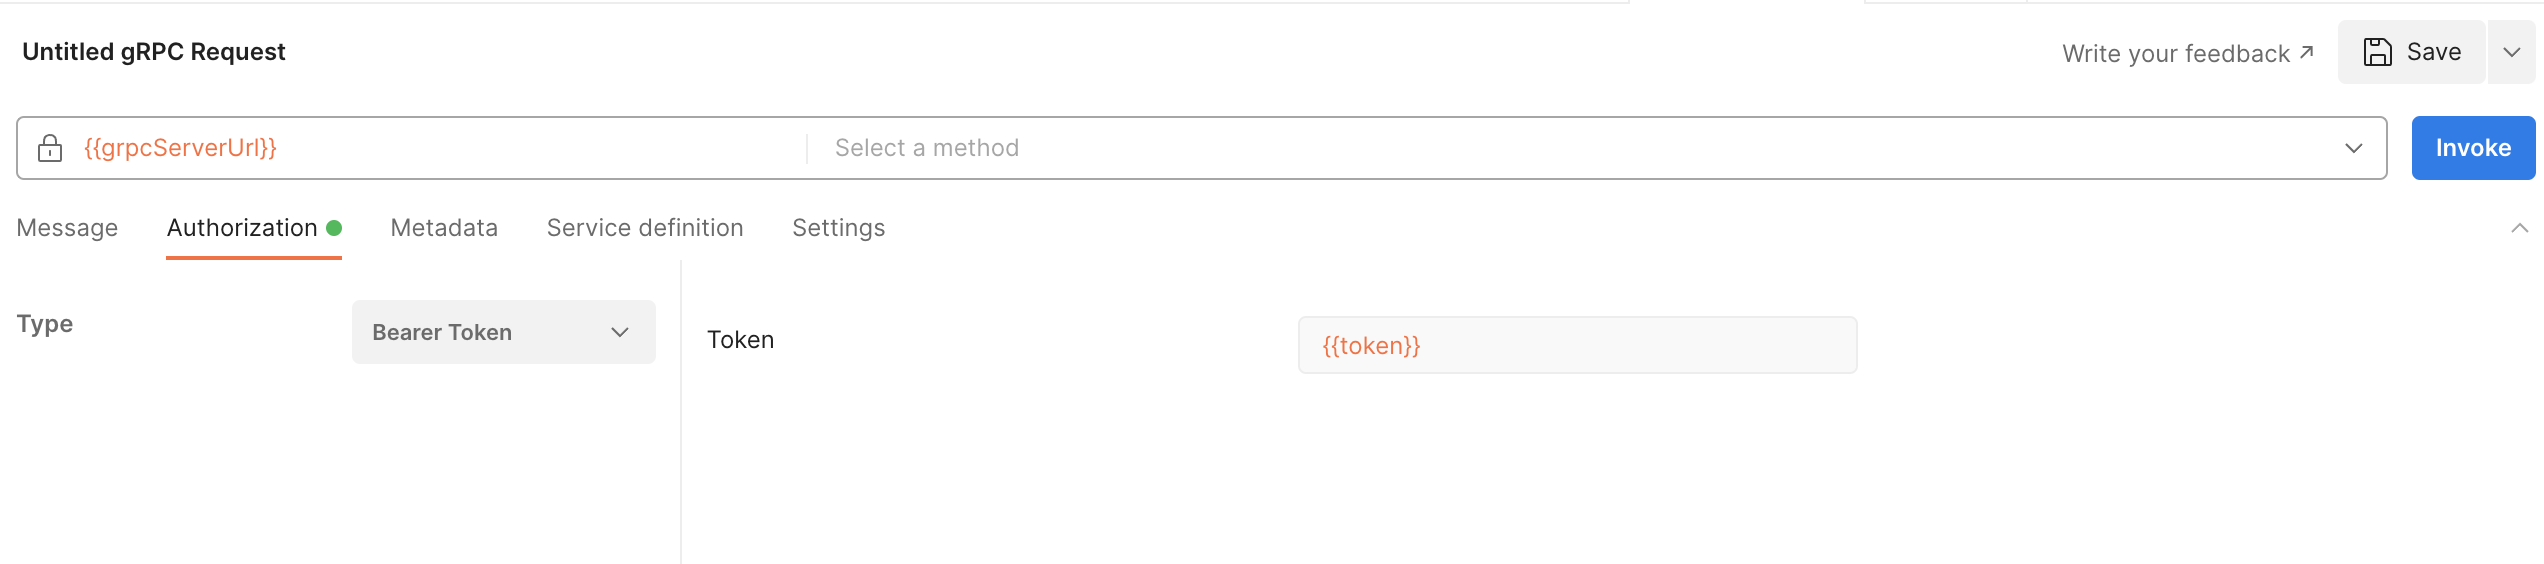 Untitled gRPC Request
Write your feedback ↗
Save
{{grpcServerUrl}}
Select a method
Invoke
Message
Authorization
Metadata
Service definition
Settings
Type
Bearer Token
Token
{{token}}